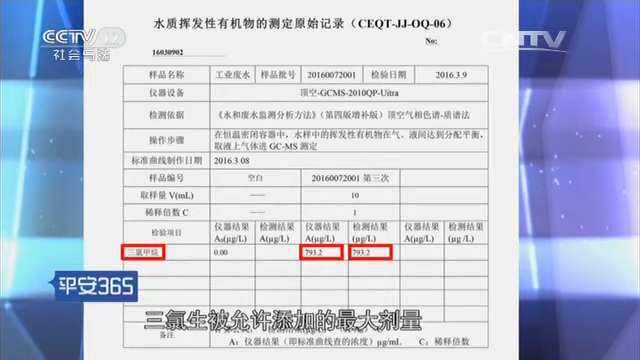 CCTV 12
社会与法
CNTV
水质挥发性有机物的测定原始记录（CEQT-JJ-OQ-06）
No:
16030902
样品名称 工业废水 样品批号 20160072001 检验日期 2016.3.9
仪器设备 顶空-GCMS-2010QP-Uitra
检测依据 《水和废水监测分析方法》（第四版增补版）顶空气相色谱-质谱法
操作步骤 在恒温密闭容器中，水样中的挥发性有机物在气、液间达到分配平衡，
取液上气体进 GC-MS 测定
标准曲线制作日期 2016.3.08
样品编号 空白 20160072001 第三次
取样量 V(mL) —— 10
稀释倍数 C —— 1
检验项目 仪器结果 A₀(μg/L) 检测结果 A(μg/L) 仪器结果 A(μg/L) 检测结果 (μg/L) 仪器结果 A(μg/L) 检测结果 (μg/L)
三氯甲烷 0.00 793.2 793.2
平安365
三氯生被允许添加的最大剂量
A：仪器结果（即标准曲线查的浓度）μg/mL C：稀释倍数